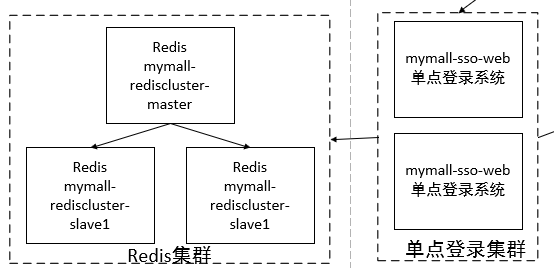 Redis
mymall-
rediscluster-
master
Redis
mymall-
rediscluster-
slave1
Redis
mymall-
rediscluster-
slave1
Redis集群
mymall-sso-web
单点登录系统
mymall-sso-web
单点登录系统
单点登录集群